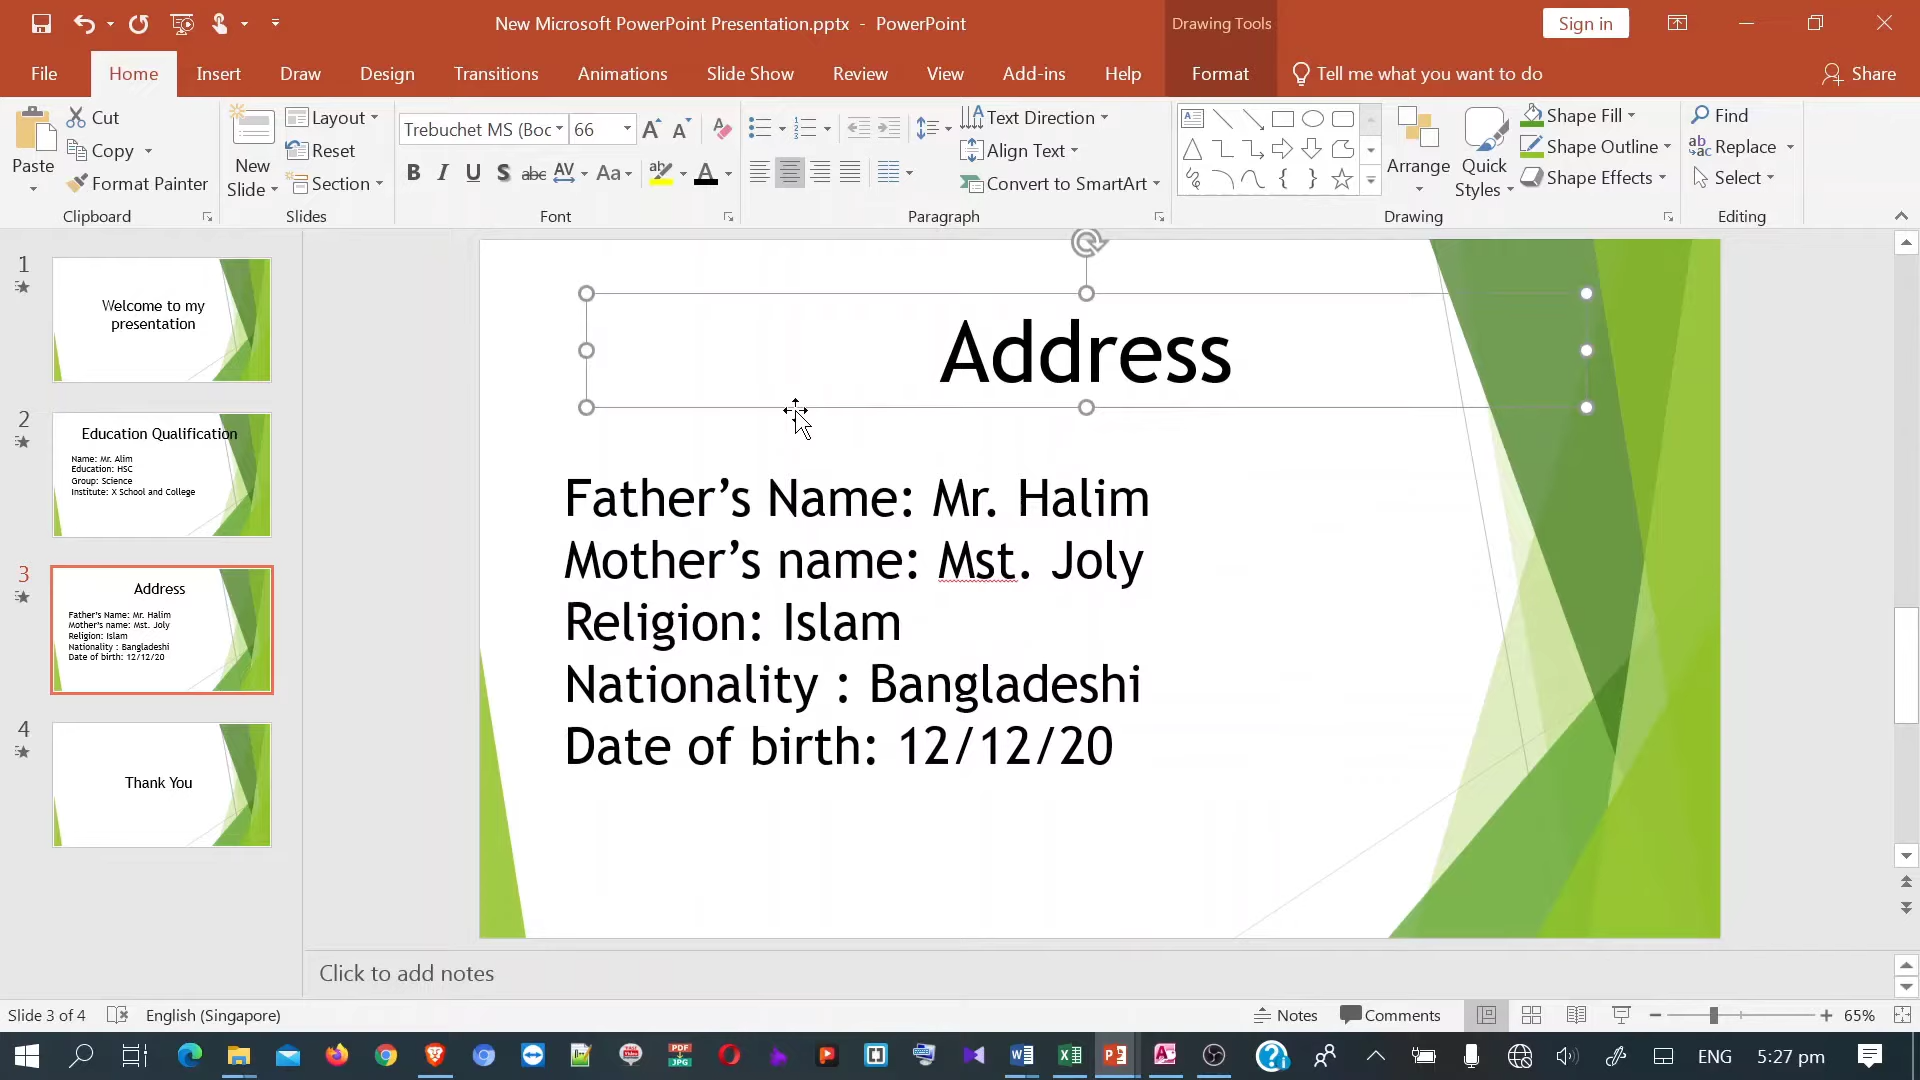 New Microsoft PowerPoint Presentation.pptx - PowerPoint
Drawing Tools
Sign in
File
Home
Insert
Draw
Design
Transitions
Animations
Slide Show
Review
View
Add-ins
Help
Format
Tell me what you want to do
Share
Paste
Cut
Copy
Format Painter
Clipboard
New
Slide
Layout
Reset
Section
Slides
Trebuchet MS (Boc
66
B I U S abc AV Aa A
Font
Text Direction
Align Text
Convert to SmartArt
Paragraph
Arrange
Quick
Styles
Shape Fill
Shape Outline
Shape Effects
Drawing
Find
Replace
Select
Editing
1
Welcome to my
presentation
2
Education Qualification
Name: Mr. Alim
Education: HSC
Group: Science
Institute: X School and College
3
Address
Father's Name: Mr. Halim
Mother's name: Mst. Joly
Religion: Islam
Nationality : Bangladeshi
Date of birth: 12/12/20
4
Thank You
Address
Father’s Name: Mr. Halim
Mother’s name: Mst. Joly
Religion: Islam
Nationality : Bangladeshi
Date of birth: 12/12/20
Click to add notes
Slide 3 of 4
English (Singapore)
Notes
Comments
65%
ENG
5:27 pm